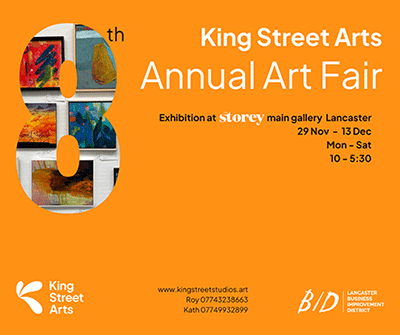 8th
King Street Arts
Annual Art Fair
Exhibition at storey main gallery Lancaster
29 Nov - 13 Dec
Mon - Sat
10 - 5:30
King
Street
Arts
www.kingstreetstudios.art
Roy 07743238663
Kath 07749932899
B/D
LANCASTER
BUSINESS
IMPROVEMENT
DISTRICT